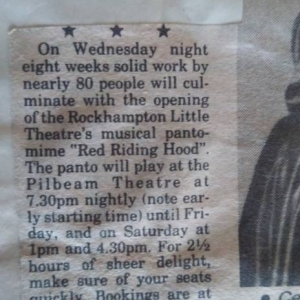 ★ ★ ★
On Wednesday night
eight weeks solid work by
nearly 80 people will cul-
minate with the opening
of the Rockhampton Little
Theatre's musical panto-
mime "Red Riding Hood".
The panto will play at the
Pilbeam Theatre at
7.30pm nightly (note ear-
ly starting time) until Fri-
day, and on Saturday at
1pm and 4.30pm. For 2½
hours of sheer delight,
make sure of your seats
quickly. Bookings are at